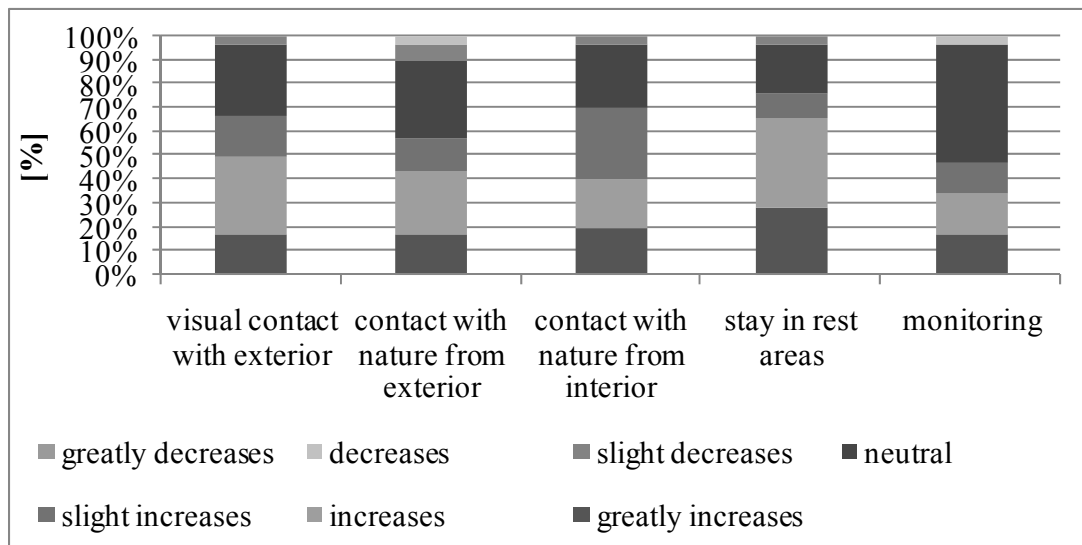 100%
90%
80%
70%
60%
50%
40%
30%
20%
10%
0%
[%]
visual contact
with exterior
contact with
nature from
exterior
contact with
nature from
interior
stay in rest
areas
monitoring
greatly decreases
decreases
slight decreases
neutral
slight increases
increases
greatly increases